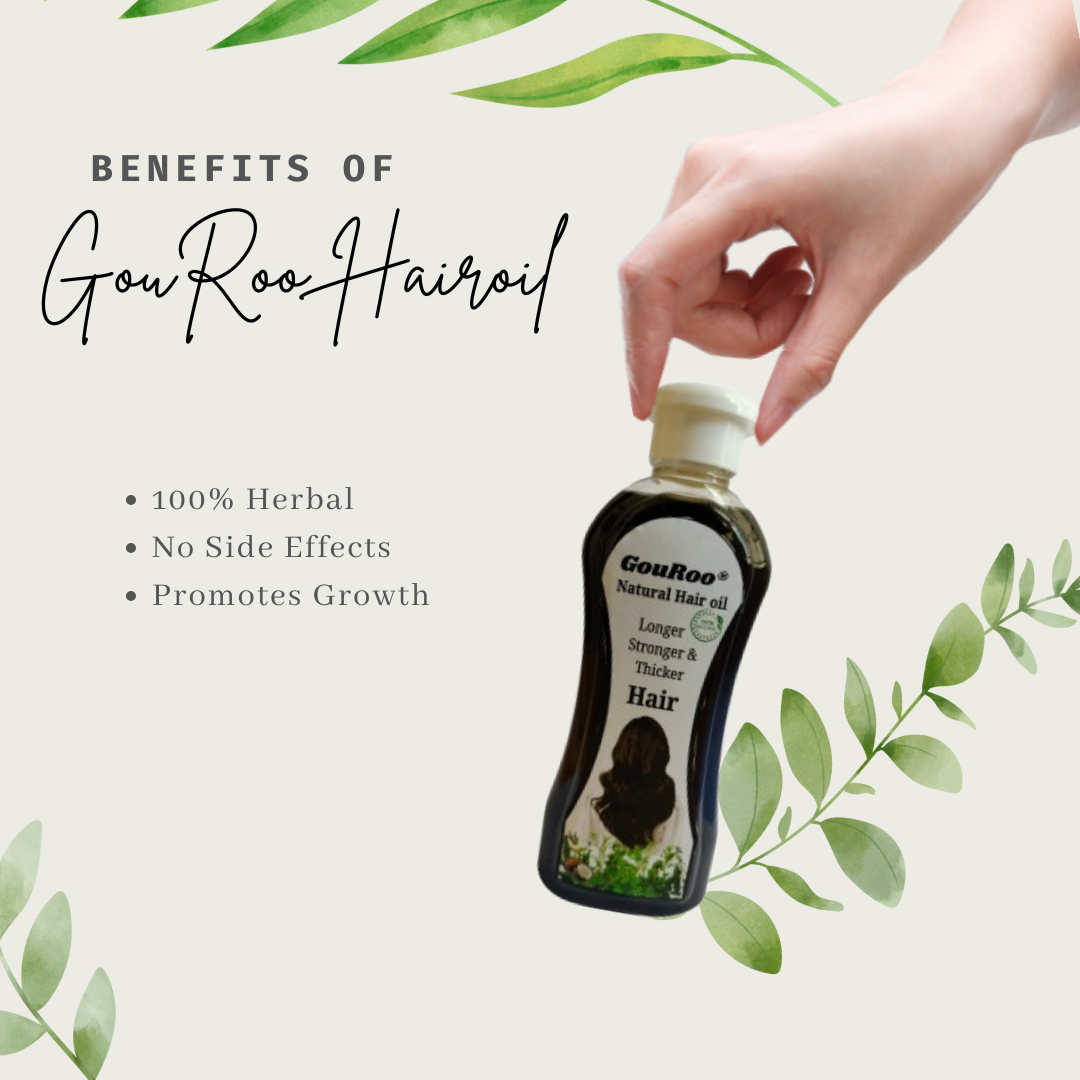 BENEFITS OF
GouRooHairoil
• 100% Herbal
• No Side Effects
• Promotes Growth
GouRoo®
Natural Hair oil
Longer
Stronger &
Thicker
Hair